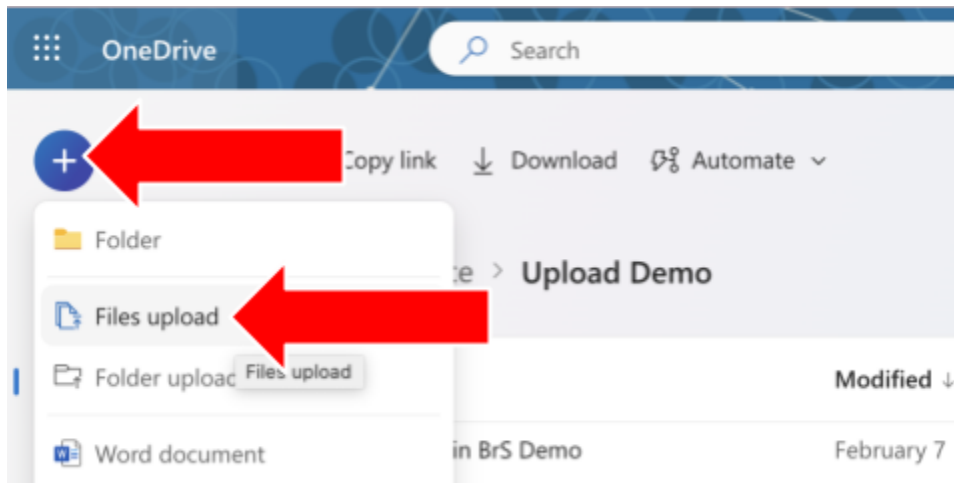 OneDrive
Search
Copy link
Download
Automate
Folder
Upload Demo
Files upload
Folder upload
Files upload
Modified
Word document
in BrS Demo
February 7